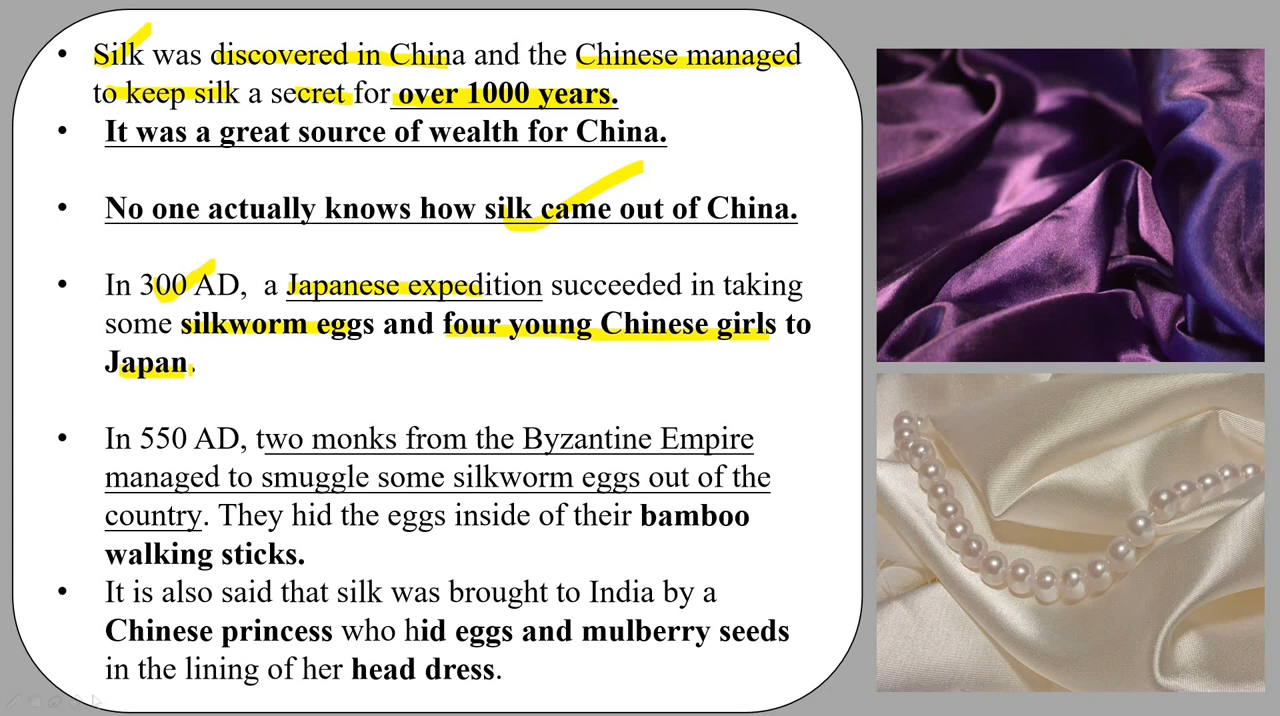 • Silk was discovered in China and the Chinese managed
to keep silk a secret for over 1000 years.
• It was a great source of wealth for China.
• No one actually knows how silk came out of China.
• In 300 AD, a Japanese expedition succeeded in taking
some silkworm eggs and four young Chinese girls to
Japan.
• In 550 AD, two monks from the Byzantine Empire
managed to smuggle some silkworm eggs out of the
country. They hid the eggs inside of their bamboo
walking sticks.
• It is also said that silk was brought to India by a
Chinese princess who hid eggs and mulberry seeds
in the lining of her head dress.